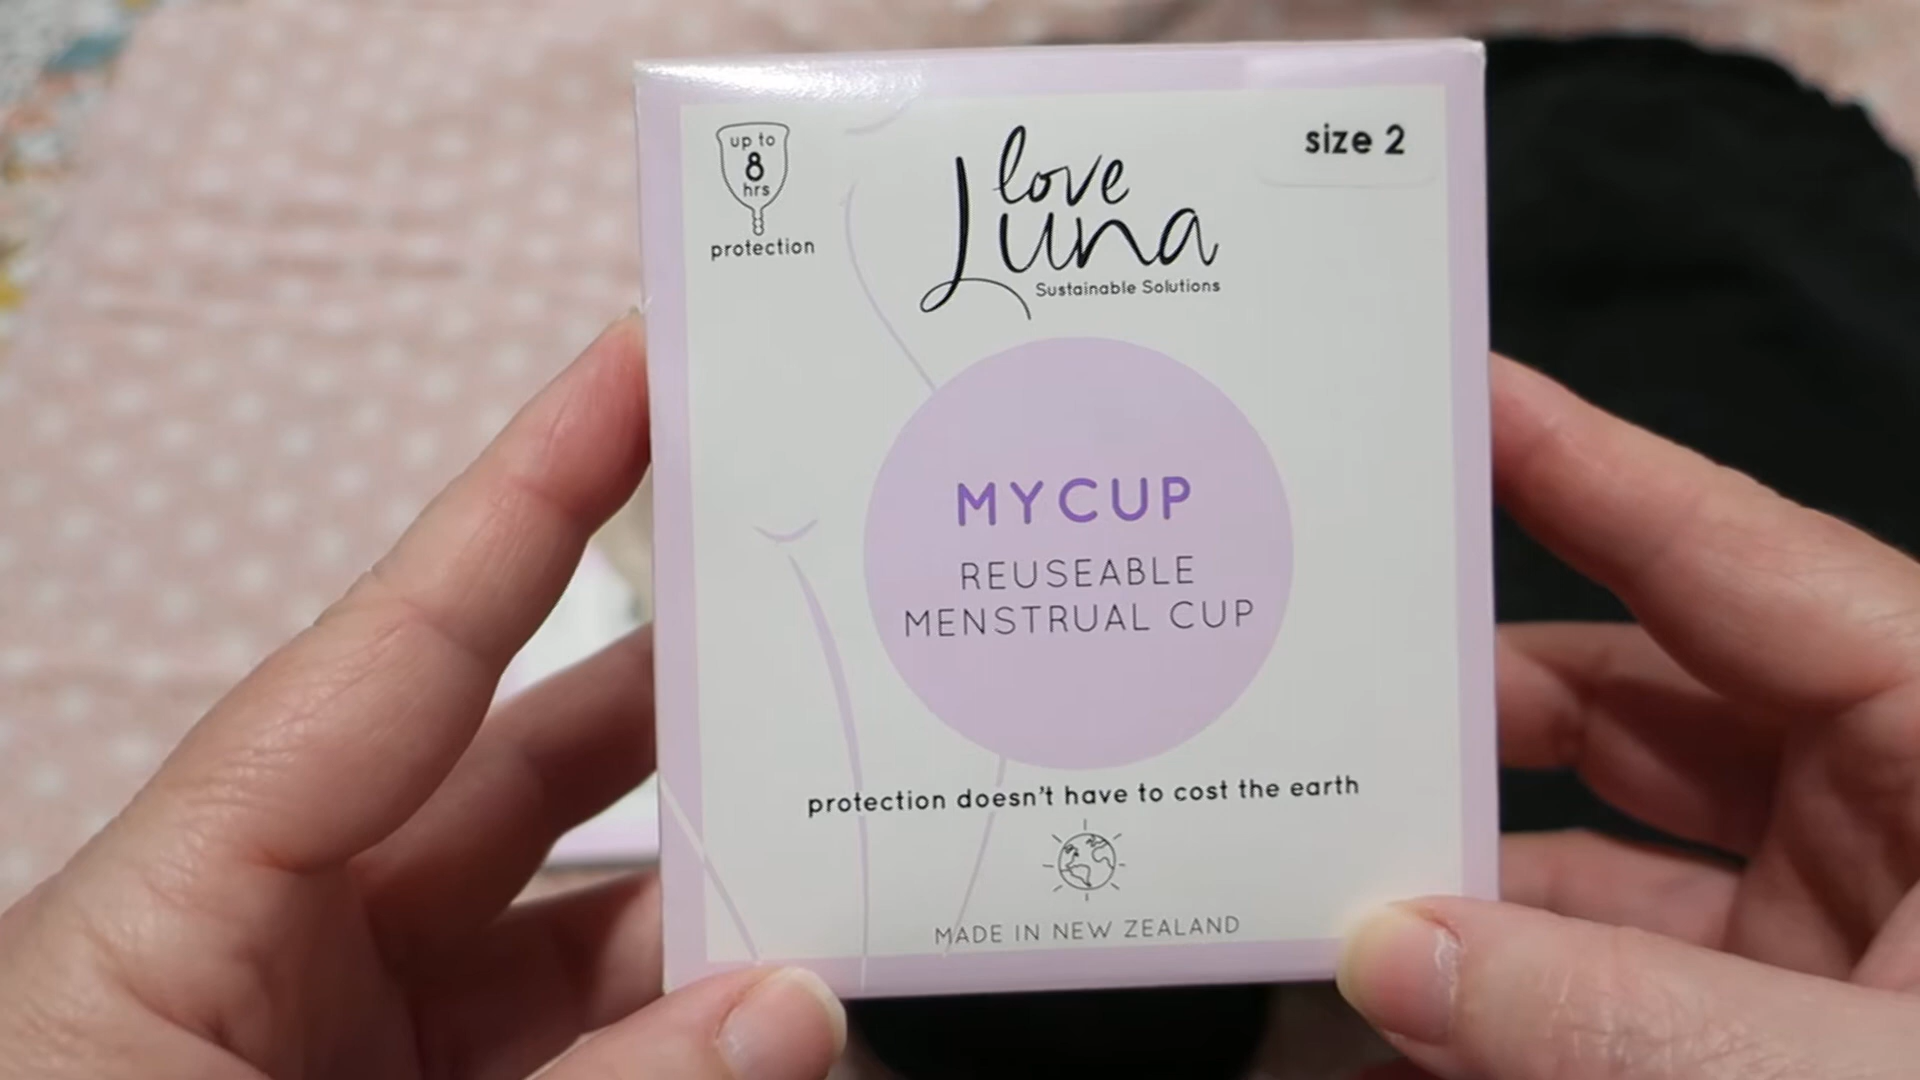 up to
8
hrs
protection
love
Luna
Sustainable Solutions
size 2
MYCUP
REUSEABLE
MENSTRUAL CUP
protection doesn't have to cost the earth
MADE IN NEW ZEALAND